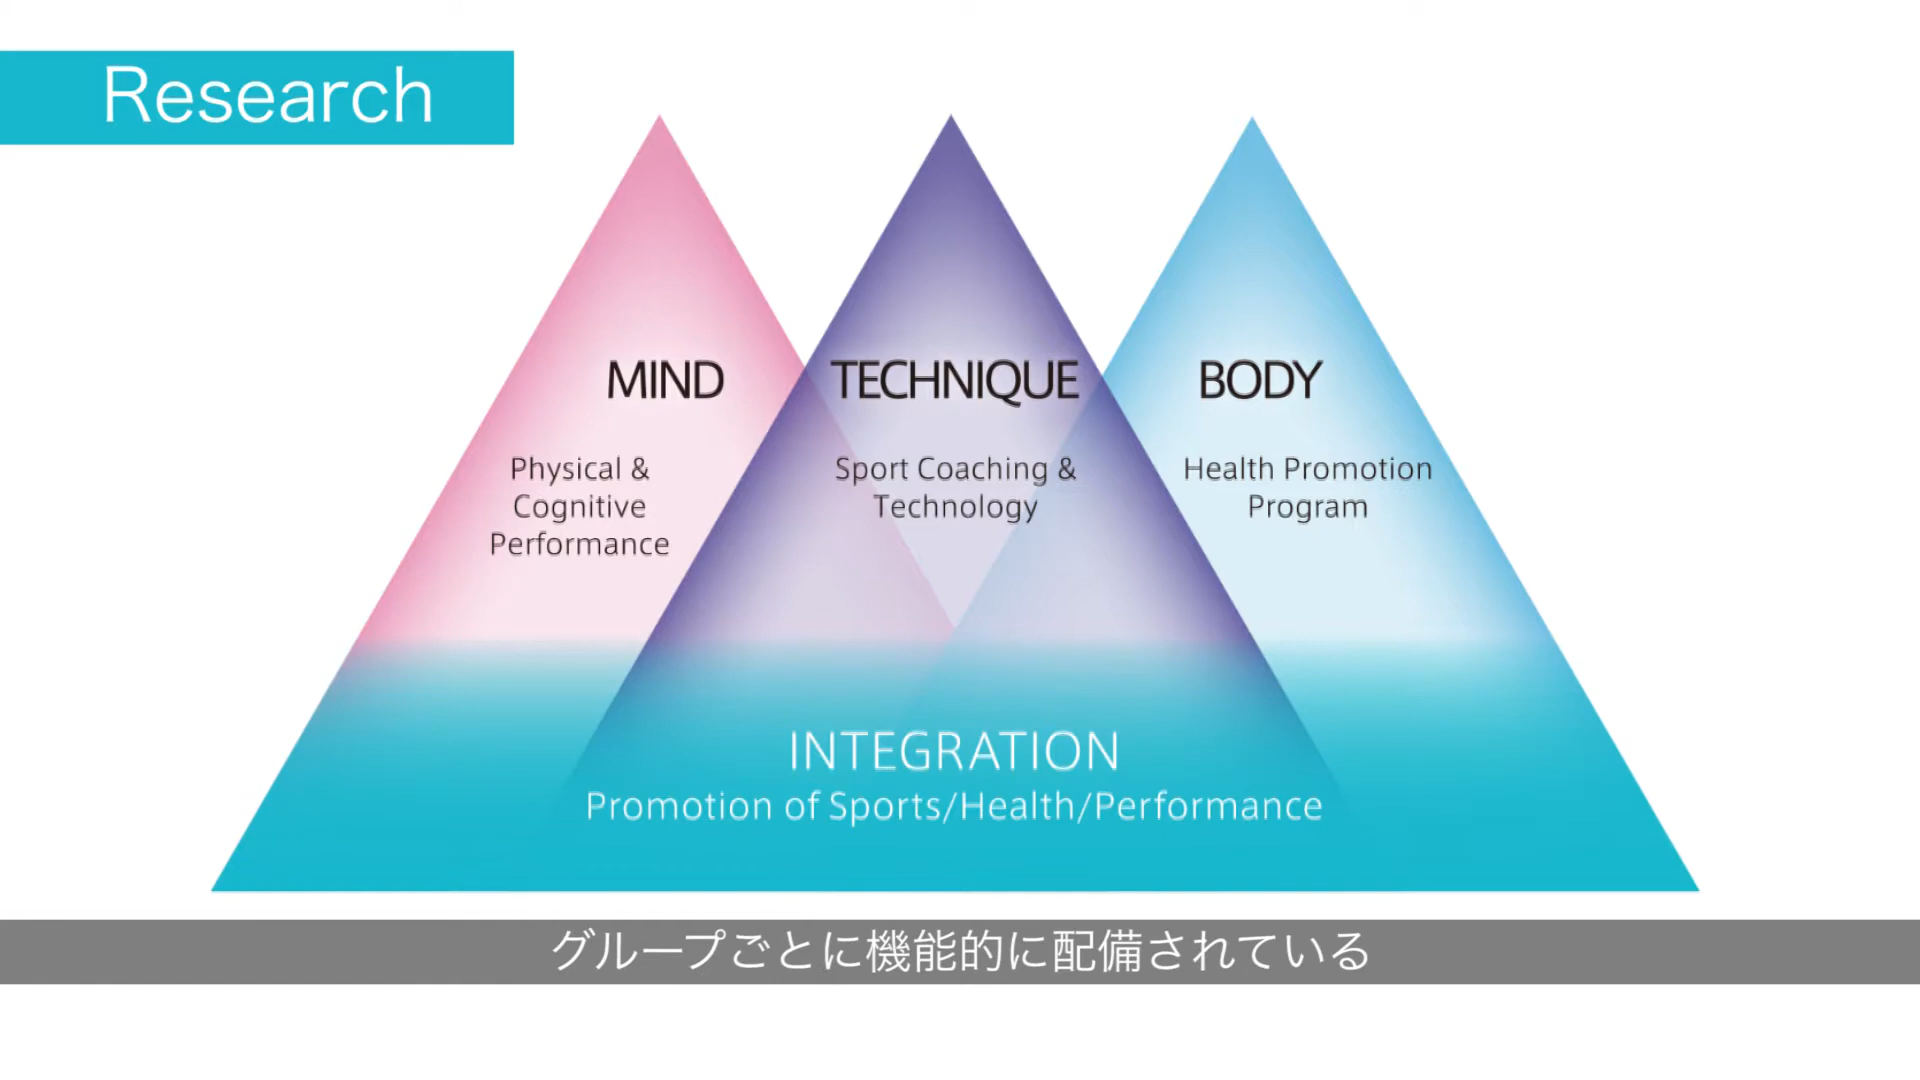 Research
MIND
Physical &
Cognitive
Performance
TECHNIQUE
Sport Coaching &
Technology
BODY
Health Promotion
Program
INTEGRATION
Promotion of Sports/Health/Performance
グループごとに機能的に配備されている